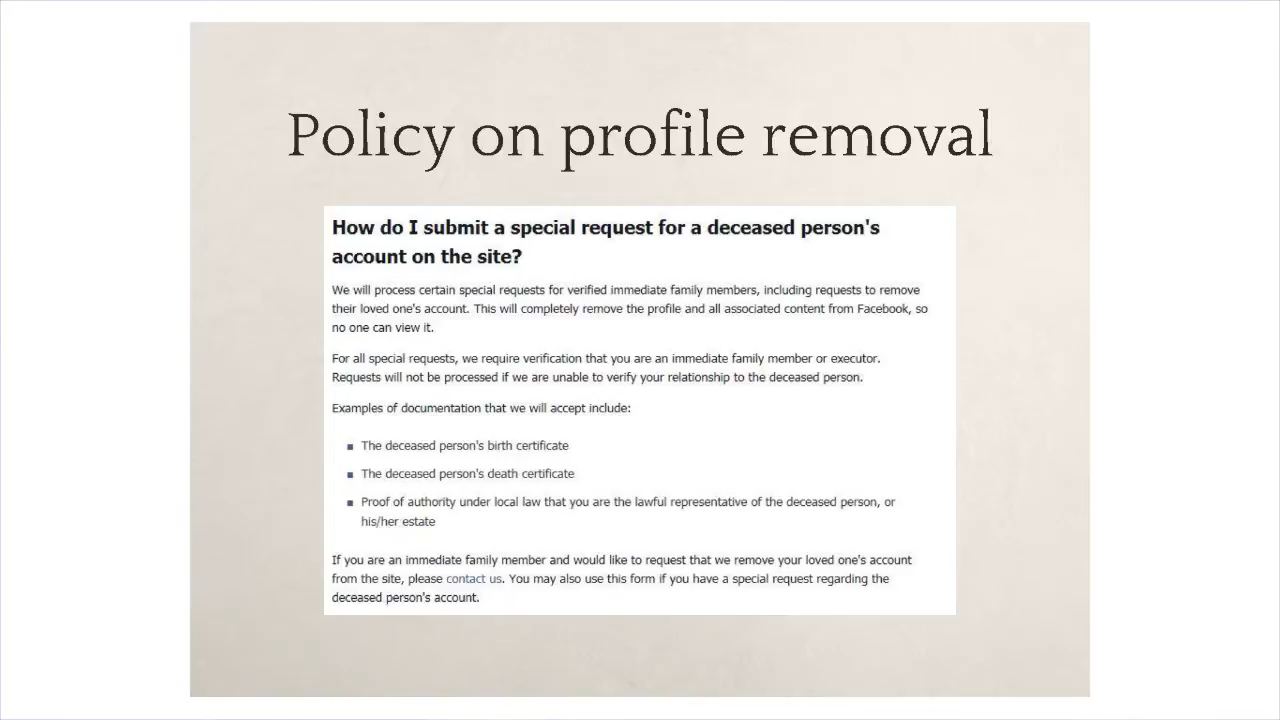 Policy on profile removal
How do I submit a special request for a deceased person's
account on the site?
We will process certain special requests for verified immediate family members, including requests to remove
their loved one's account. This will completely remove the profile and all associated content from Facebook, so
no one can view it.
For all special requests, we require verification that you are an immediate family member or executor.
Requests will not be processed if we are unable to verify your relationship to the deceased person.
Examples of documentation that we will accept include:
The deceased person's birth certificate
The deceased person's death certificate
Proof of authority under local law that you are the lawful representative of the deceased person, or
his/her estate
If you are an immediate family member and would like to request that we remove your loved one's account
from the site, please contact us. You may also use this form if you have a special request regarding the
deceased person's account.